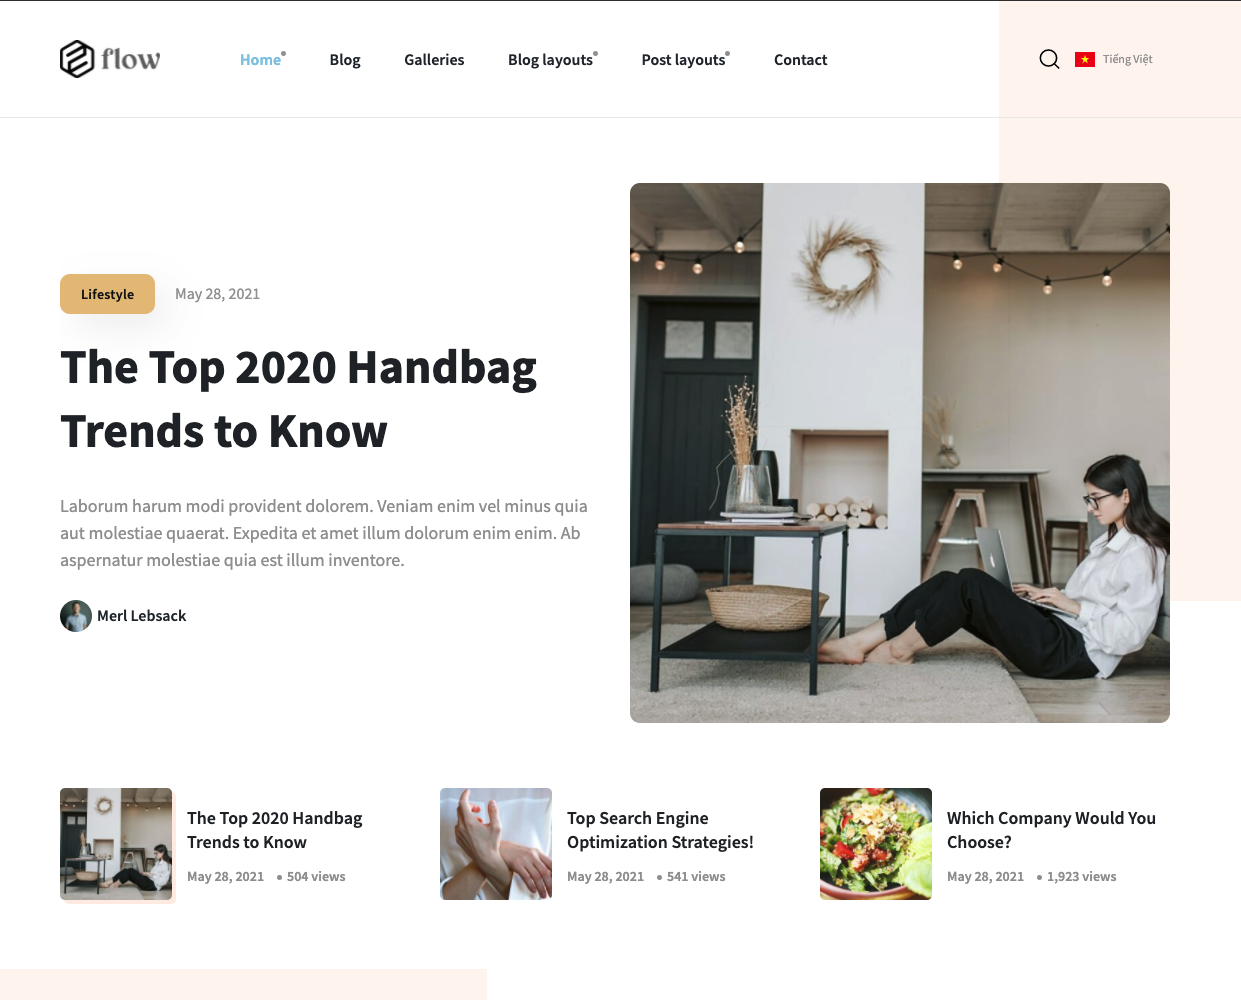 flow
Home
Blog
Galleries
Blog layouts
Post layouts
Contact
Tiếng Việt
Lifestyle
May 28, 2021
The Top 2020 Handbag
Trends to Know
Laborum harum modi provident dolorem. Veniam enim vel minus quia
aut molestiae quaerat. Expedita et amet illum dolorum enim enim. Ab
aspernatur molestiae quia est illum inventore.
Merl Lebsack
The Top 2020 Handbag
Trends to Know
May 28, 2021 • 504 views
Top Search Engine
Optimization Strategies!
May 28, 2021 • 541 views
Which Company Would You
Choose?
May 28, 2021 • 1,923 views